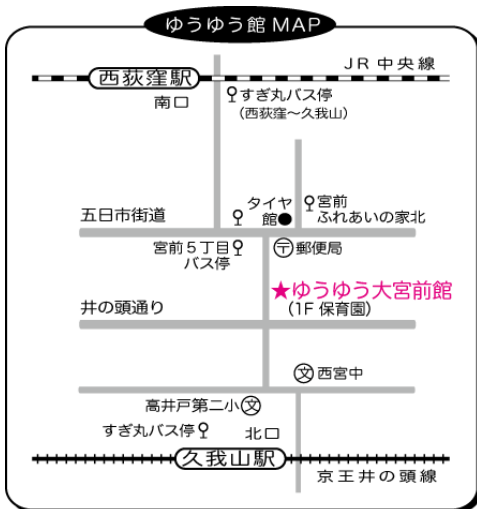 ゆうゆう館 MAP
JR 中央線
西荻窪駅
南口
すぎ丸バス停
(西荻窪〜久我山)
タイヤ
館
宮前
ふれあいの家北
五日市街道
宮前5丁目
バス停
〒郵便局
★ゆうゆう大宮前館
(1F 保育園)
井の頭通り
文 西宮中
高井戸第二小 文
すぎ丸バス停
北口
久我山駅
京王井の頭線